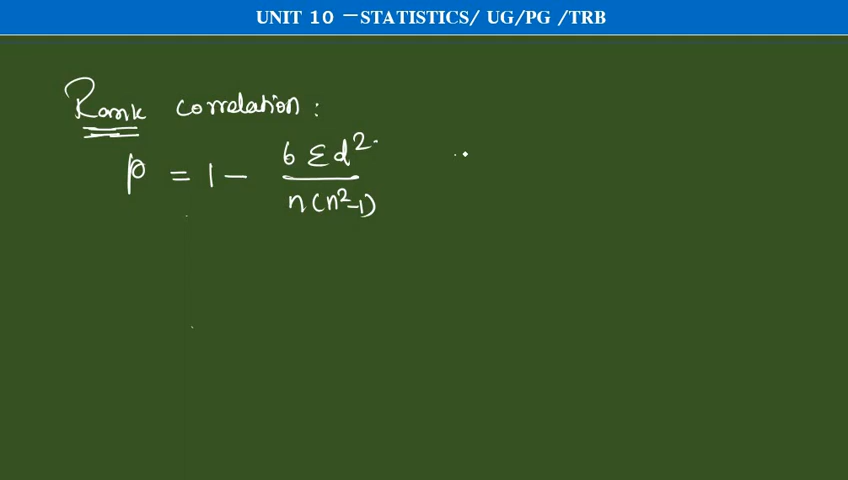 UNIT 10 —STATISTICS/ UG/PG /TRB
Rank correlation :
ρ = 1 - 6 Σd² / n(n²-1)